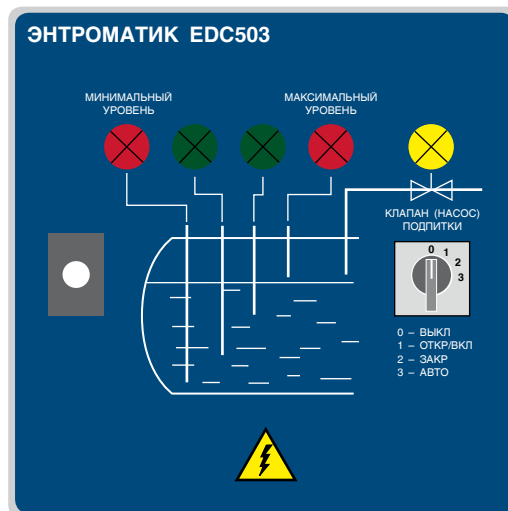 ЭНТРОМАТИК EDC503
МИНИМАЛЬНЫЙ
УРОВЕНЬ
МАКСИМАЛЬНЫЙ
УРОВЕНЬ
КЛАПАН (НАСОС)
ПОДПИТКИ
0
1
2
3
0 – ВЫКЛ
1 – ОТКР/ВКЛ
2 – ЗАКР
3 – АВТО